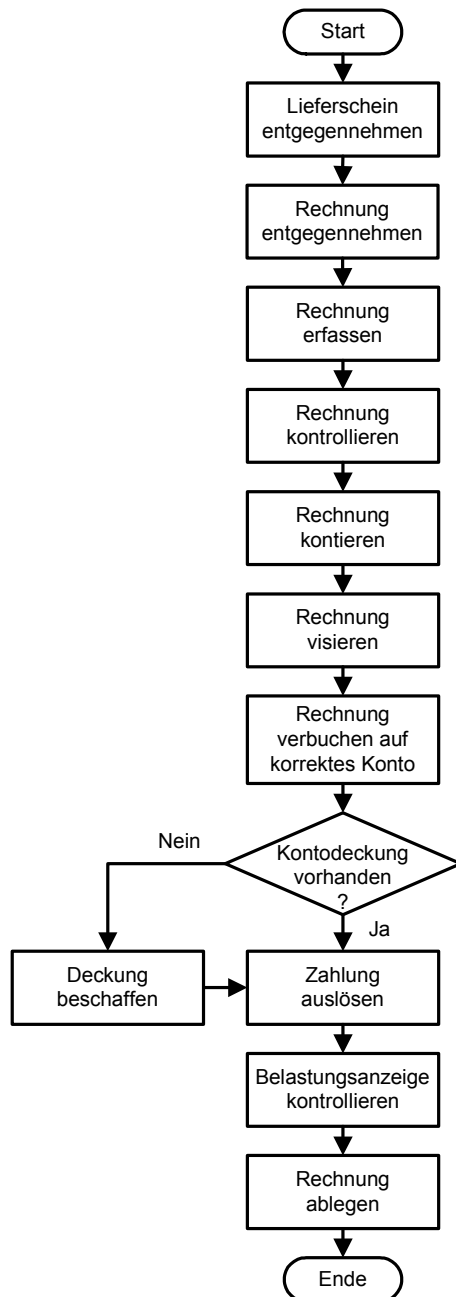 Start
Lieferschein
entgegennehmen
Rechnung
entgegennehmen
Rechnung
erfassen
Rechnung
kontrollieren
Rechnung
kontieren
Rechnung
visieren
Rechnung
verbuchen auf
korrektes Konto
Nein
Kontodeckung
vorhanden
?
Ja
Deckung
beschaffen
Zahlung
auslösen
Belastungsanzeige
kontrollieren
Rechnung
ablegen
Ende